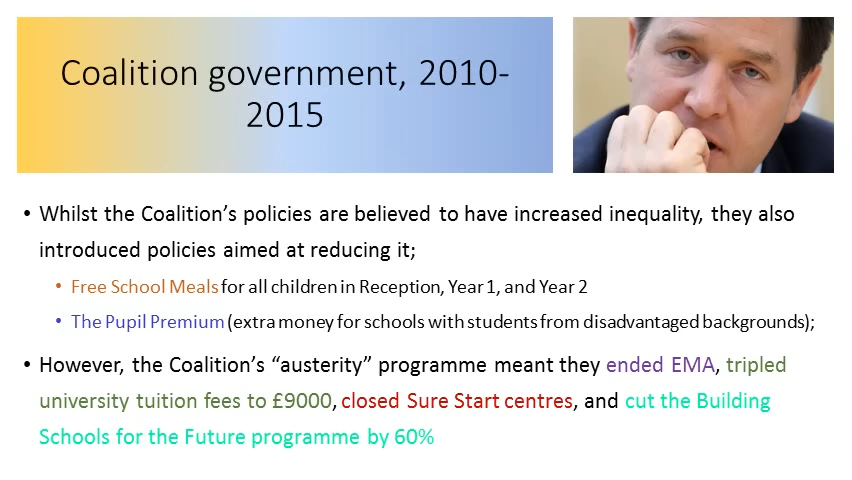 Coalition government, 2010-
2015
• Whilst the Coalition’s policies are believed to have increased inequality, they also
introduced policies aimed at reducing it;
• Free School Meals for all children in Reception, Year 1, and Year 2
• The Pupil Premium (extra money for schools with students from disadvantaged backgrounds);
• However, the Coalition’s “austerity” programme meant they ended EMA, tripled
university tuition fees to £9000, closed Sure Start centres, and cut the Building
Schools for the Future programme by 60%